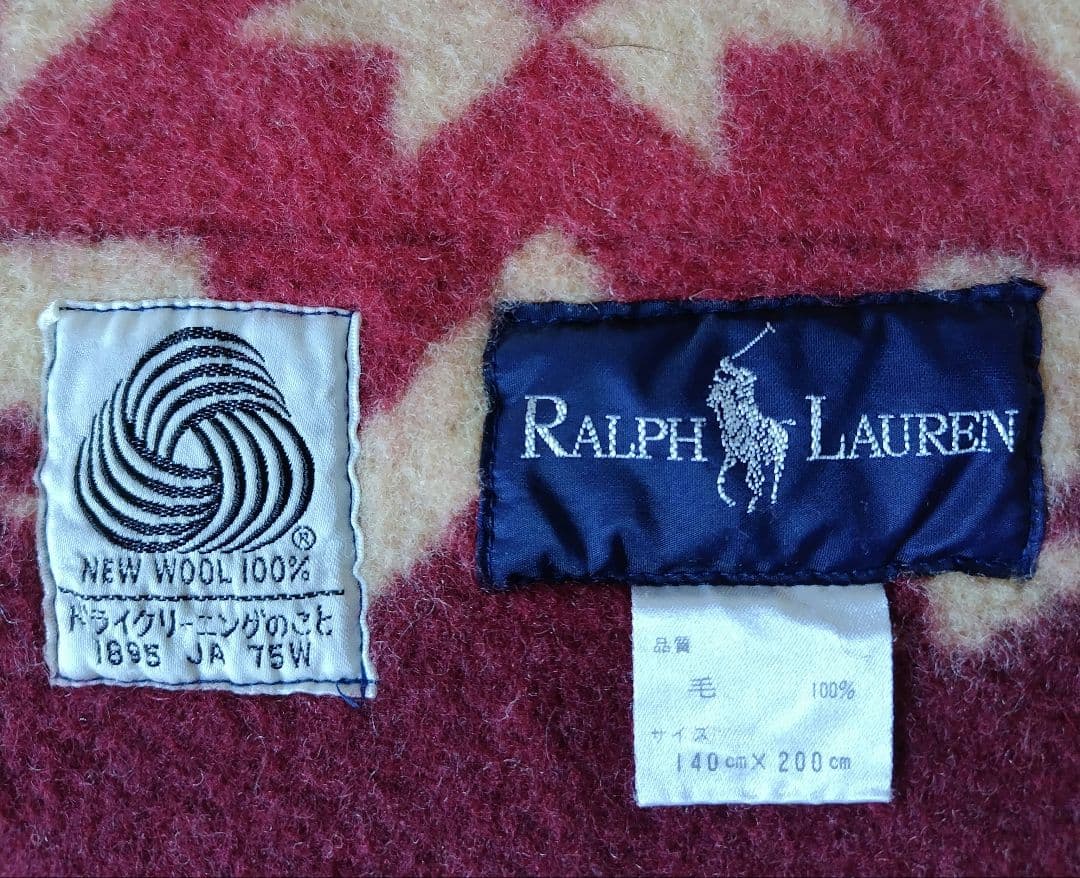 ®
NEW WOOL 100%
ドライクリーニングのこと
1895 JA 75W
RALPH LAUREN
品質
毛 100%
サイズ
140cm×200cm